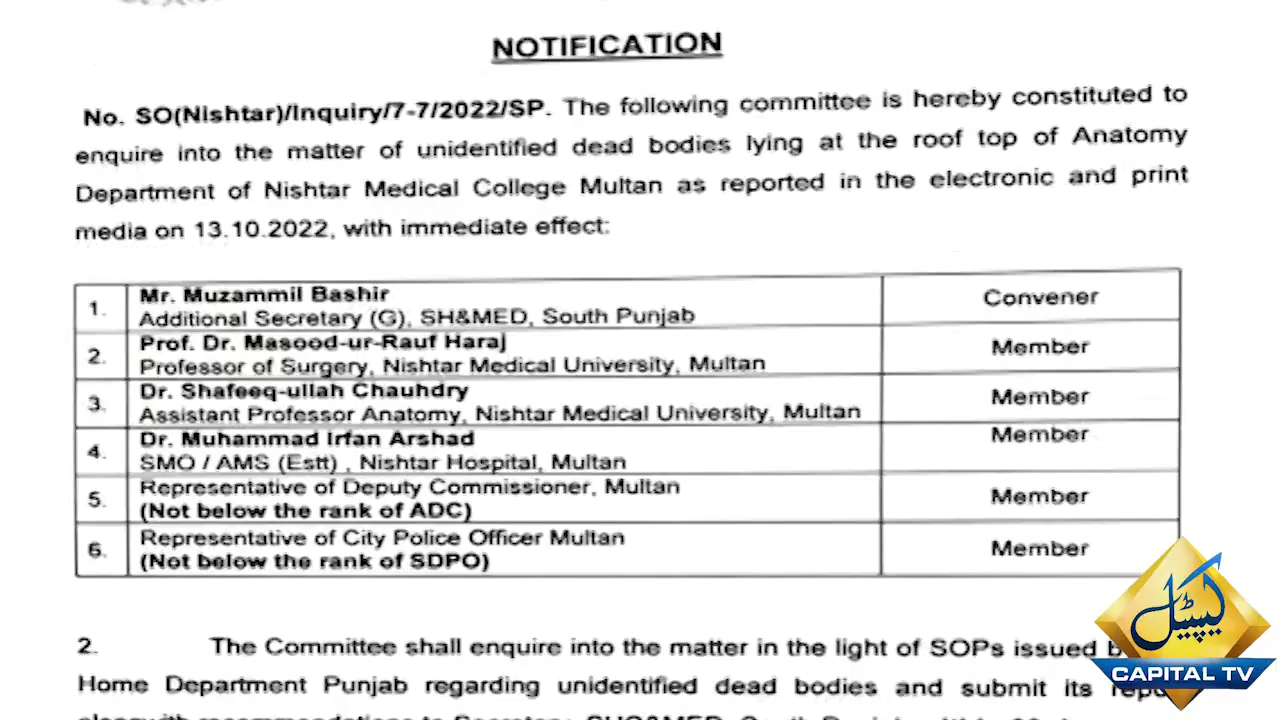 NOTIFICATION
No. SO(Nishtar)/Inquiry/7-7/2022/SP. The following committee is hereby constituted to
enquire into the matter of unidentified dead bodies lying at the roof top of Anatomy
Department of Nishtar Medical College Multan as reported in the electronic and print
media on 13.10.2022, with immediate effect:
1. Mr. Muzammil Bashir
Additional Secretary (G), SH&MED, South Punjab
Convener
2. Prof. Dr. Masood-ur-Rauf Haraj
Professor of Surgery, Nishtar Medical University, Multan
Member
3. Dr. Shafeeq-ullah Chauhdry
Assistant Professor Anatomy, Nishtar Medical University, Multan
Member
4. Dr. Muhammad Irfan Arshad
SMO / AMS (Estt) , Nishtar Hospital, Multan
Member
5. Representative of Deputy Commissioner, Multan
(Not below the rank of ADC)
Member
6. Representative of City Police Officer Multan
(Not below the rank of SDPO)
Member
2. The Committee shall enquire into the matter in the light of SOPs issued
Home Department Punjab regarding unidentified dead bodies and submit its
کیپیٹل
CAPITAL TV